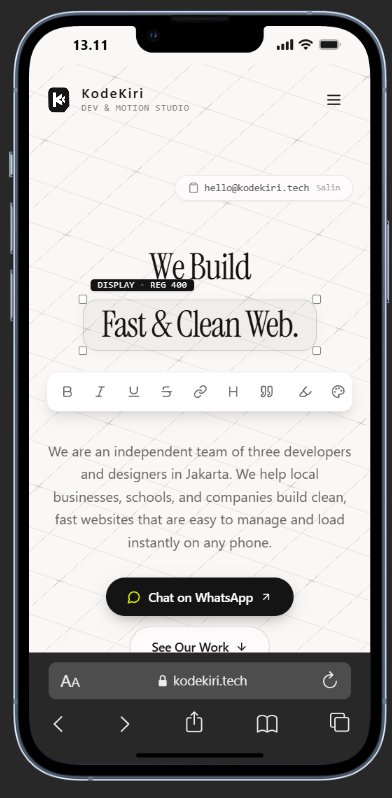 13.11
KodeKiri
DEV & MOTION STUDIO
hello@kodekiri.tech Salin
We Build
DISPLAY · REG 400
Fast & Clean Web.
B I U S H
We are an independent team of three developers
and designers in Jakarta. We help local
businesses, schools, and companies build clean,
fast websites that are easy to manage and load
instantly on any phone.
Chat on WhatsApp
See Our Work
AA kodekiri.tech